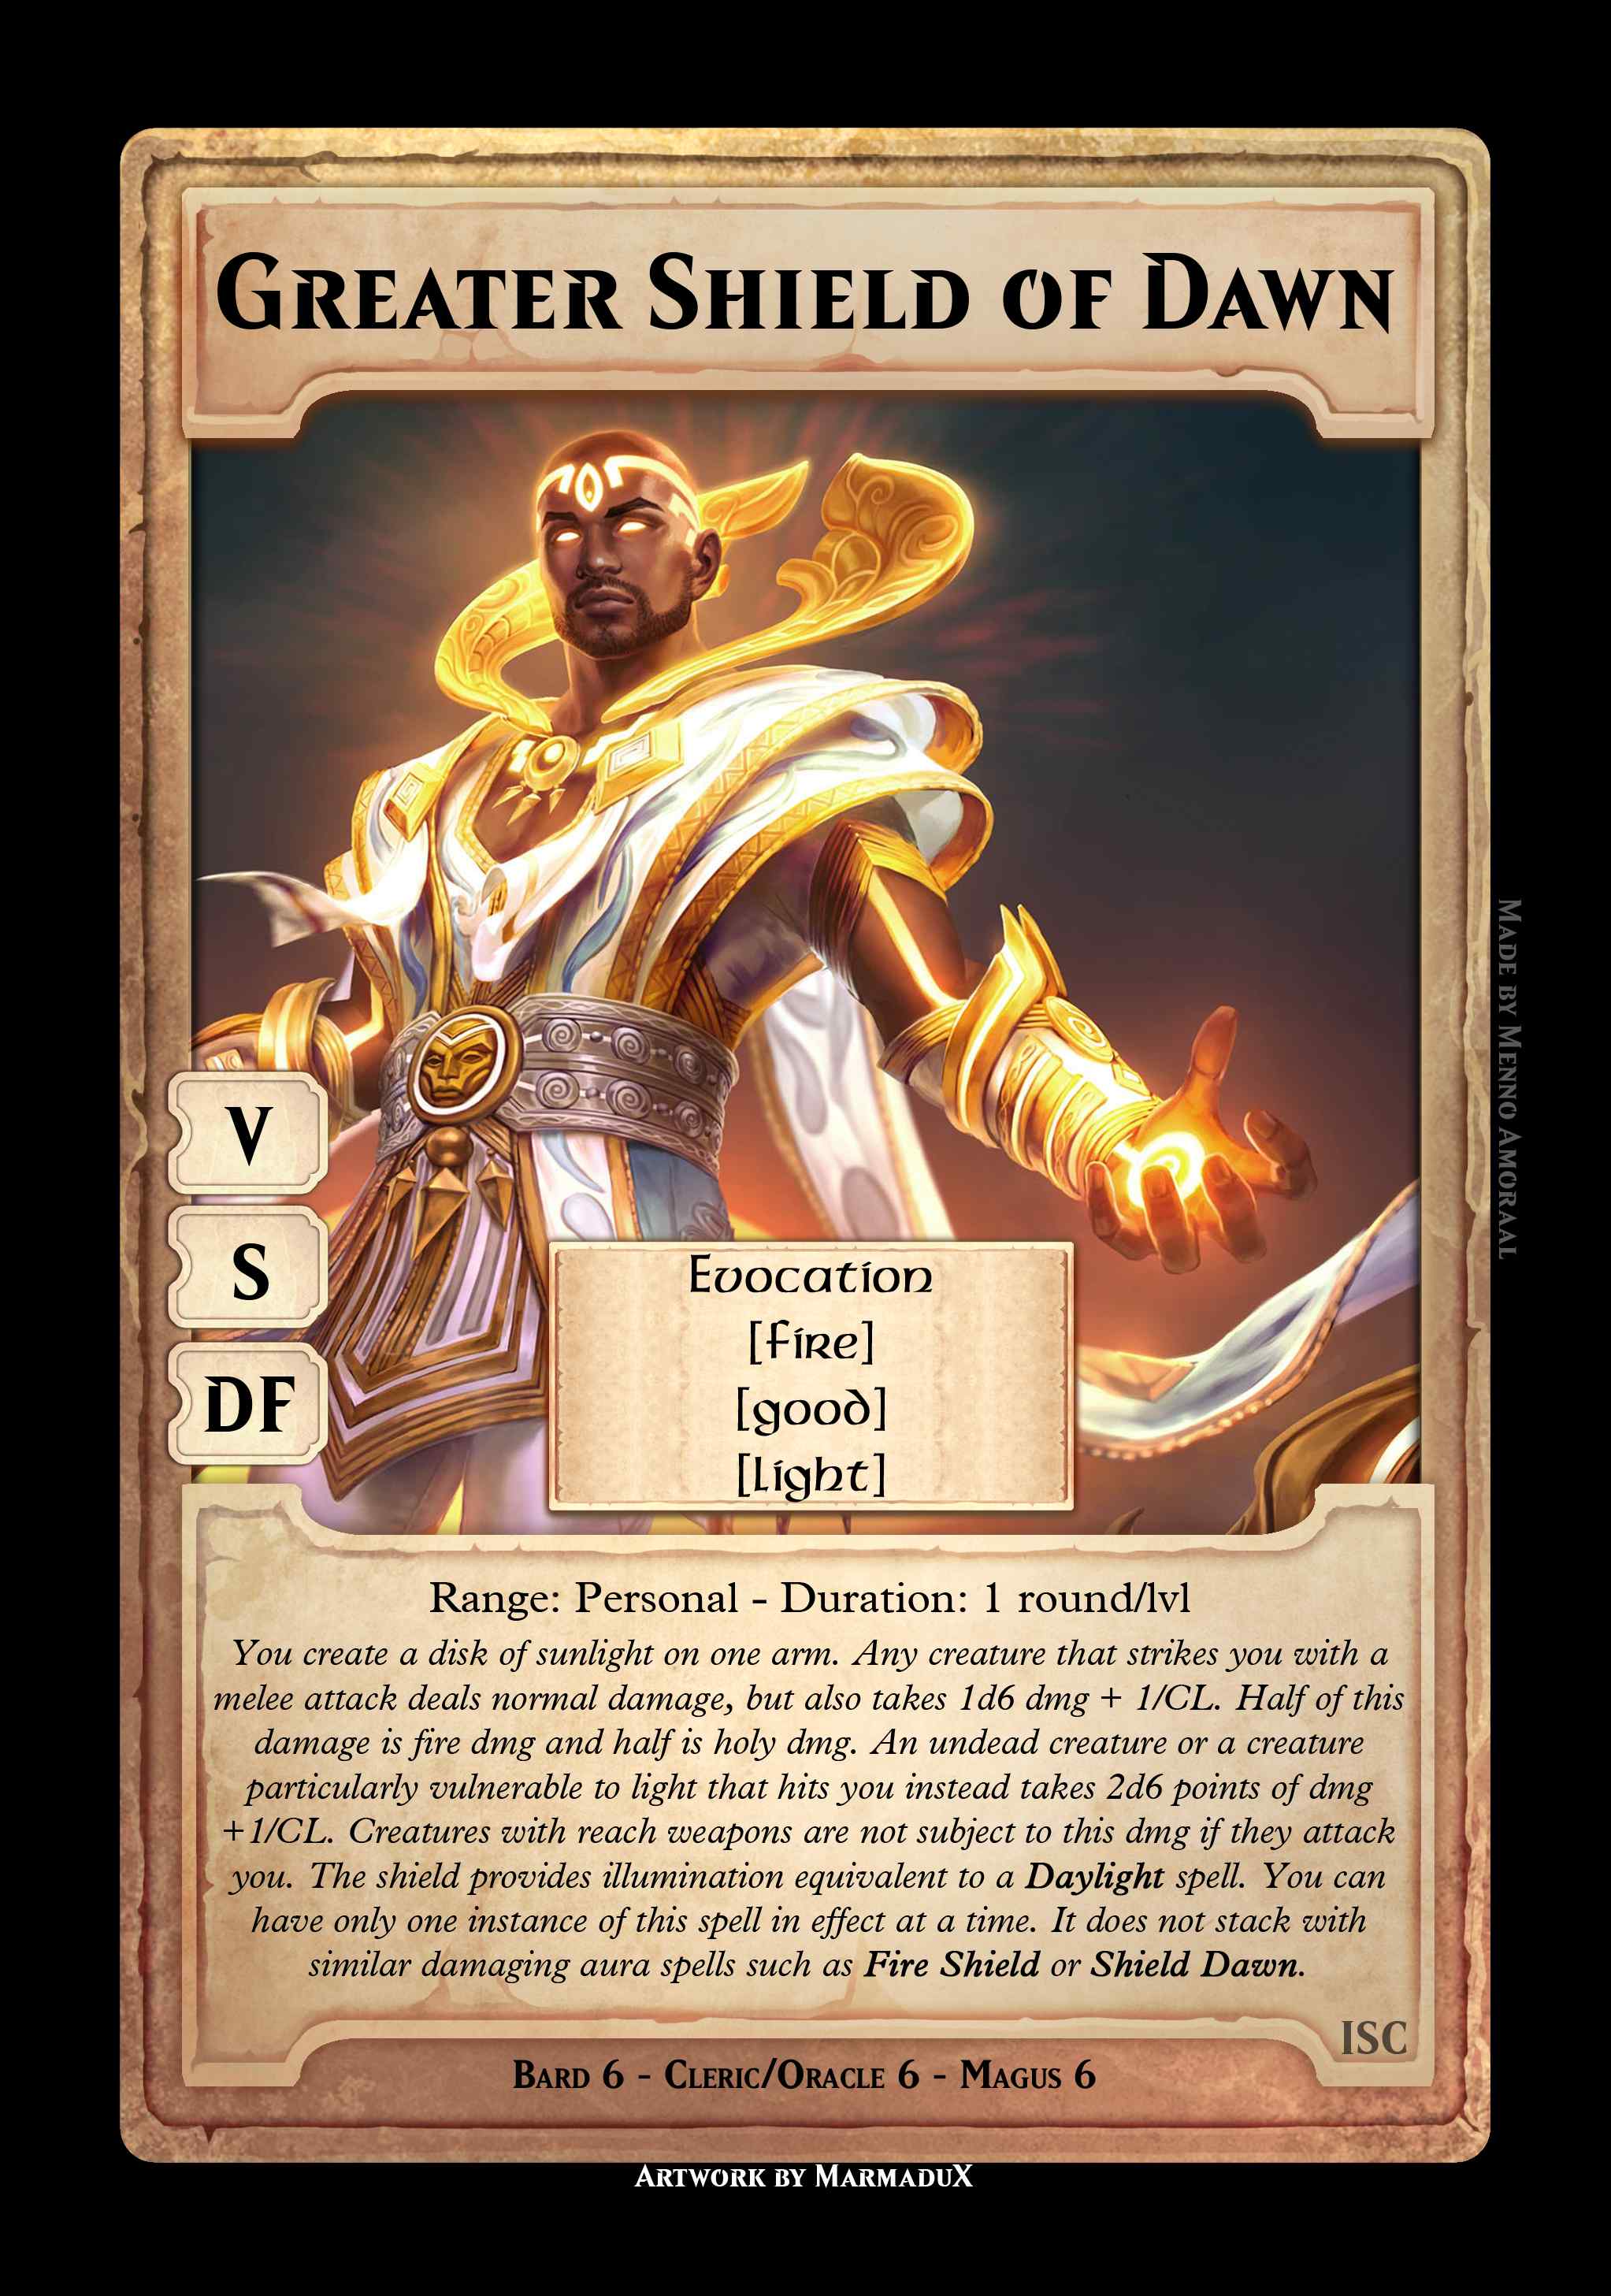 Greater Shield of Dawn
V
S
DF
Evocation
[fire]
[good]
[light]
Range: Personal - Duration: 1 round/lvl
You create a disk of sunlight on one arm. Any creature that strikes you with a
melee attack deals normal damage, but also takes 1d6 dmg + 1/CL. Half of this
damage is fire dmg and half is holy dmg. An undead creature or a creature
particularly vulnerable to light that hits you instead takes 2d6 points of dmg
+1/CL. Creatures with reach weapons are not subject to this dmg if they attack
you. The shield provides illumination equivalent to a Daylight spell. You can
have only one instance of this spell in effect at a time. It does not stack with
similar damaging aura spells such as Fire Shield or Shield Dawn.
ISC
Bard 6 - Cleric/Oracle 6 - Magus 6
Artwork by MarmaduX
Made by Menno Amoraal